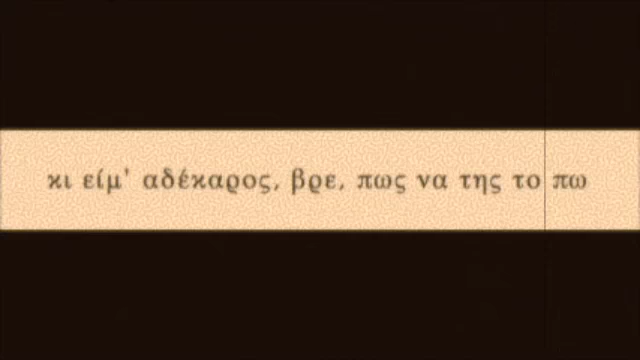 κι είμ' αδέκαρος, βρε, πως να της το πω